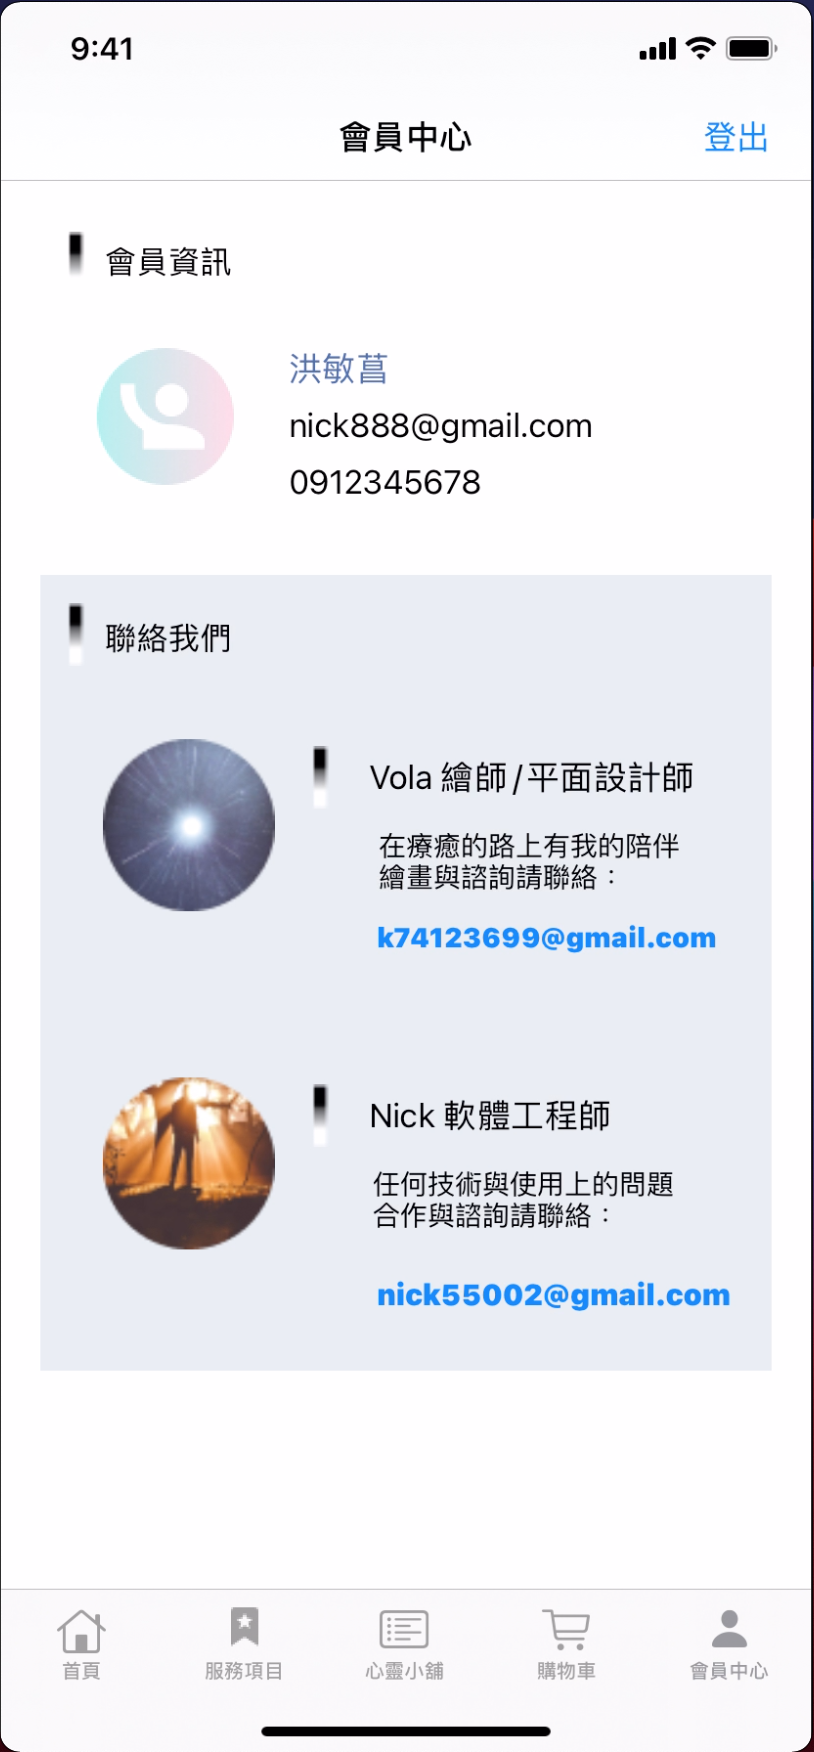 9:41
會員中心
登出
會員資訊
洪敏菖
nick888@gmail.com
0912345678
聯絡我們
Vola 繪師/平面設計師
在療癒的路上有我的陪伴
繪畫與諮詢請聯絡：
k74123699@gmail.com
Nick 軟體工程師
任何技術與使用上的問題
合作與諮詢請聯絡：
nick55002@gmail.com
首頁
服務項目
心靈小舖
購物車
會員中心